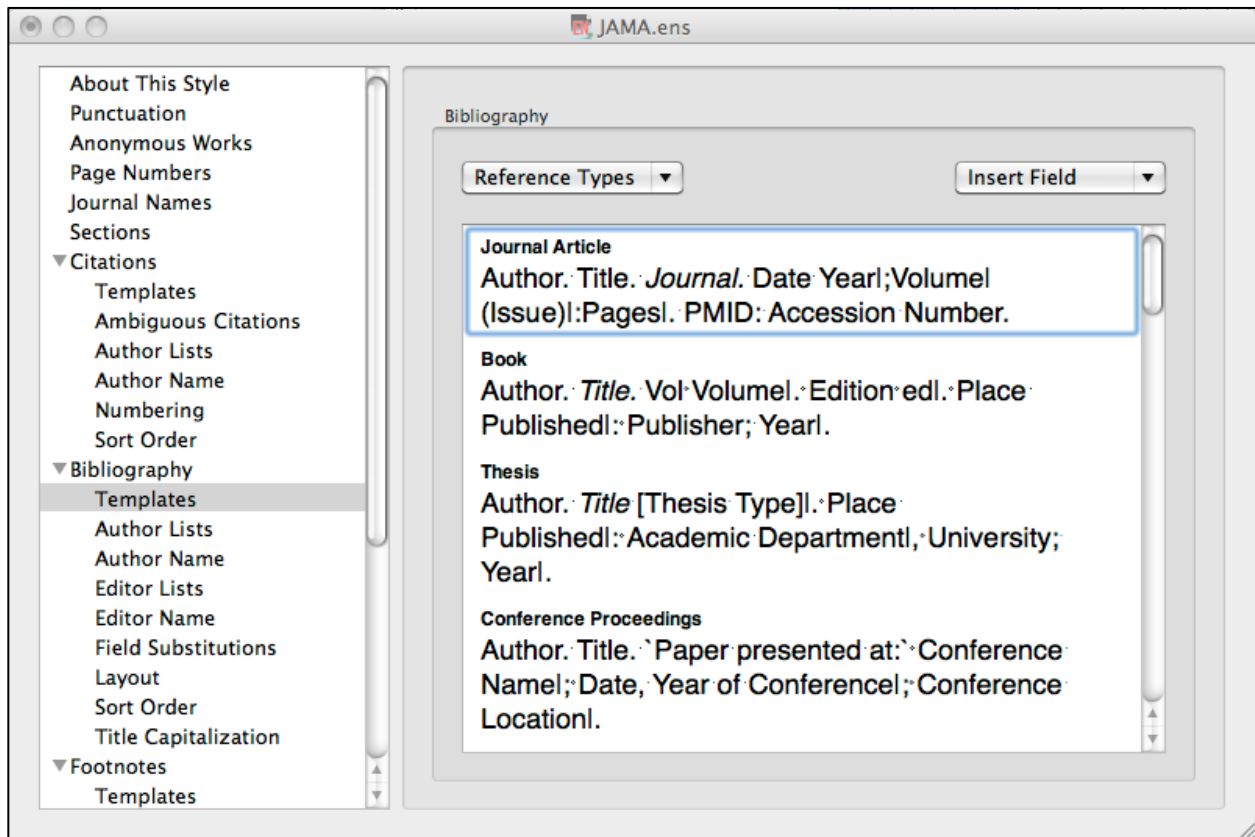 JAMA.ens
About This Style
Punctuation
Anonymous Works
Page Numbers
Journal Names
Sections
Citations
Templates
Ambiguous Citations
Author Lists
Author Name
Numbering
Sort Order
Bibliography
Templates
Author Lists
Author Name
Editor Lists
Editor Name
Field Substitutions
Layout
Sort Order
Title Capitalization
Footnotes
Templates
Bibliography
Reference Types
Insert Field
Journal Article
Author. Title. Journal. Date Year|;Volume|
(Issue)|:Pages|. PMID: Accession Number.
Book
Author. Title. Vol Volume|. Edition ed|. Place
Published|: Publisher; Year|.
Thesis
Author. Title [Thesis Type]|. Place
Published|: Academic Department|, University;
Year|.
Conference Proceedings
Author. Title. `Paper presented at:` Conference
Name|; Date, Year of Conference|; Conference
Location|.